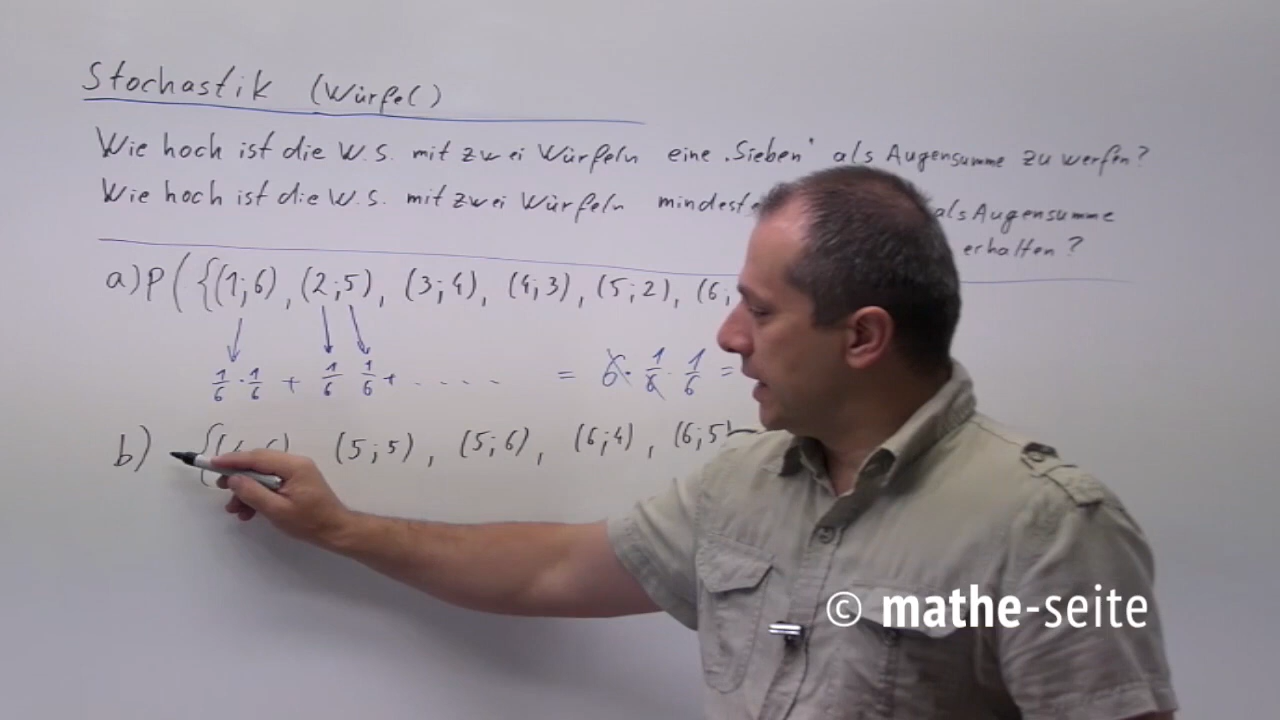 Stochastik (Würfel)
Wie hoch ist die W.S. mit zwei Würfeln eine "Sieben" als Augensumme zu werfen?
Wie hoch ist die W.S. mit zwei Würfeln als Augensumme
erhalten?
a) P ( { (1;6) , (2;5) , (3;4) , (4;3) , (5;2) , (6;
1/6 · 1/6 + 1/6 1/6 + . . . . . = 6 · 1/6 · 1/6 =
b) { (5;5) , (5;6) , (6;4) , (6;5
© mathe-seite